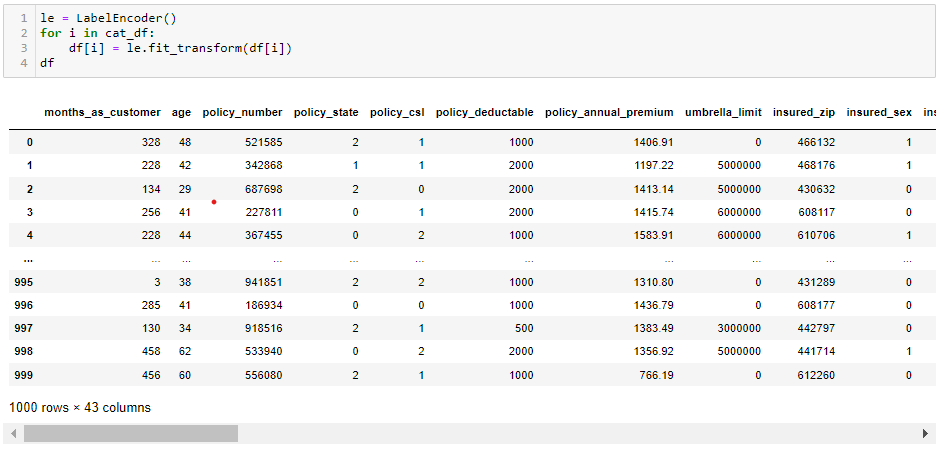 1 le = LabelEncoder()
2 for i in cat_df:
3     df[i] = le.fit_transform(df[i])
4 df
months_as_customer age policy_number policy_state policy_csl policy_deductable policy_annual_premium umbrella_limit insured_zip insured_sex ins
0 328 48 521585 2 1 1000 1406.91 0 466132 1
1 228 42 342868 1 1 2000 1197.22 5000000 468176 1
2 134 29 687698 2 0 2000 1413.14 5000000 430632 0
3 256 41 227811 0 1 2000 1415.74 6000000 608117 0
4 228 44 367455 0 2 1000 1583.91 6000000 610706 1
... ... ... ... ... ... ... ... ... ... ...
995 3 38 941851 2 2 1000 1310.80 0 431289 0
996 285 41 186934 0 0 1000 1436.79 0 608177 0
997 130 34 918516 2 1 500 1383.49 3000000 442797 0
998 458 62 533940 0 2 2000 1356.92 5000000 441714 1
999 456 60 556080 2 1 1000 766.19 0 612260 0
1000 rows × 43 columns